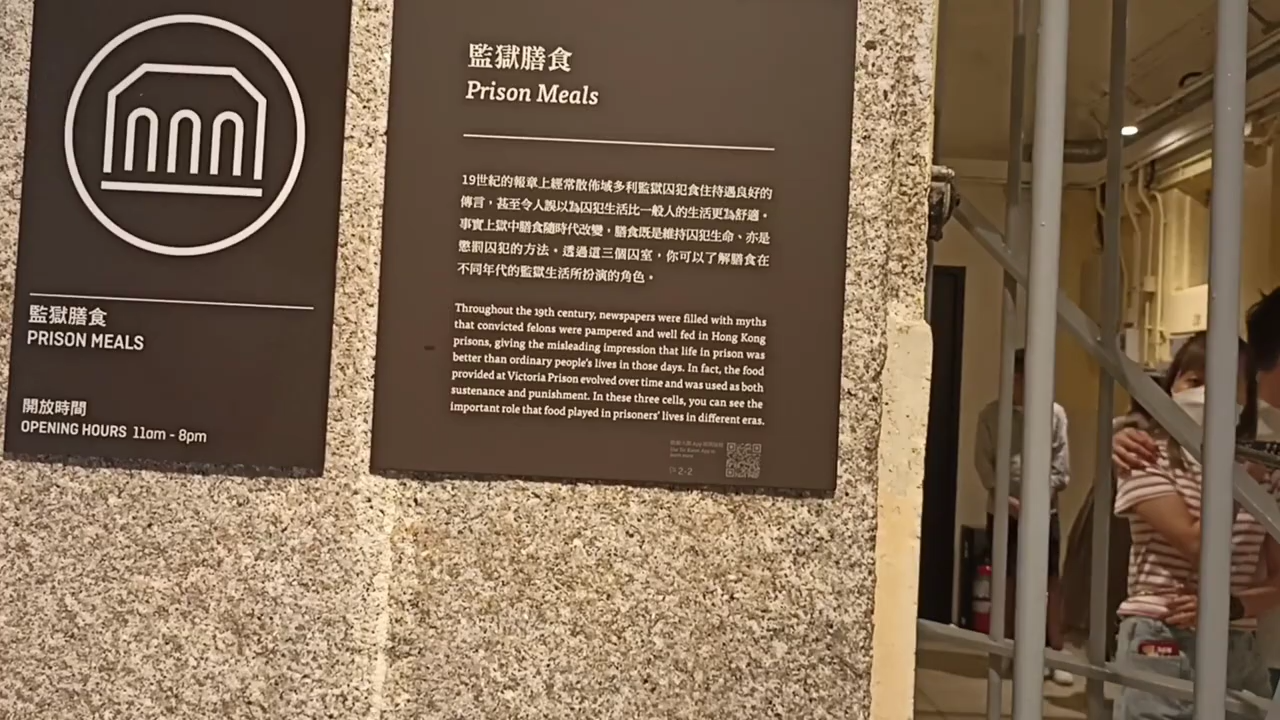 監獄膳食
PRISON MEALS
開放時間
OPENING HOURS 11am - 8pm
監獄膳食
Prison Meals
19世紀的報章上經常散佈域多利監獄囚犯食住待遇良好的
傳言，甚至令人誤以為囚犯生活比一般人的生活更為舒適。
事實上獄中膳食隨時代改變，膳食既是維持囚犯生命、亦是
懲罰囚犯的方法。透過這三個囚室，你可以了解膳食在
不同年代的監獄生活所扮演的角色。
Throughout the 19th century, newspapers were filled with myths
that convicted felons were pampered and well fed in Hong Kong
prisons, giving the misleading impression that life in prison was
better than ordinary people's lives in those days. In fact, the food
provided at Victoria Prison evolved over time and was used as both
sustenance and punishment. In these three cells, you can see the
important role that food played in prisoners' lives in different eras.
2-2